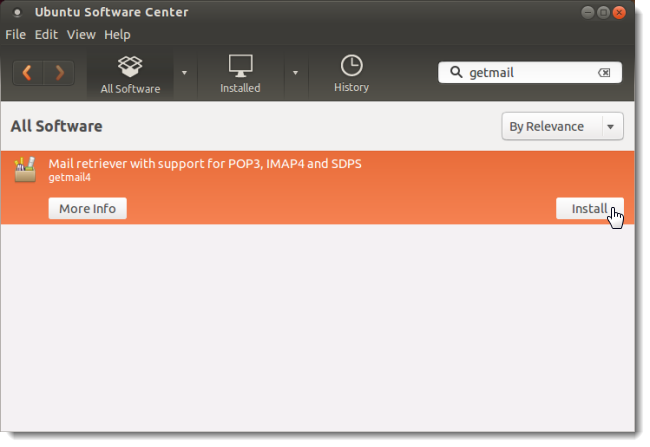 Ubuntu Software Center
File Edit View Help
All Software
Installed
History
getmail
All Software
By Relevance
Mail retriever with support for POP3, IMAP4 and SDPS
getmail4
More Info
Install